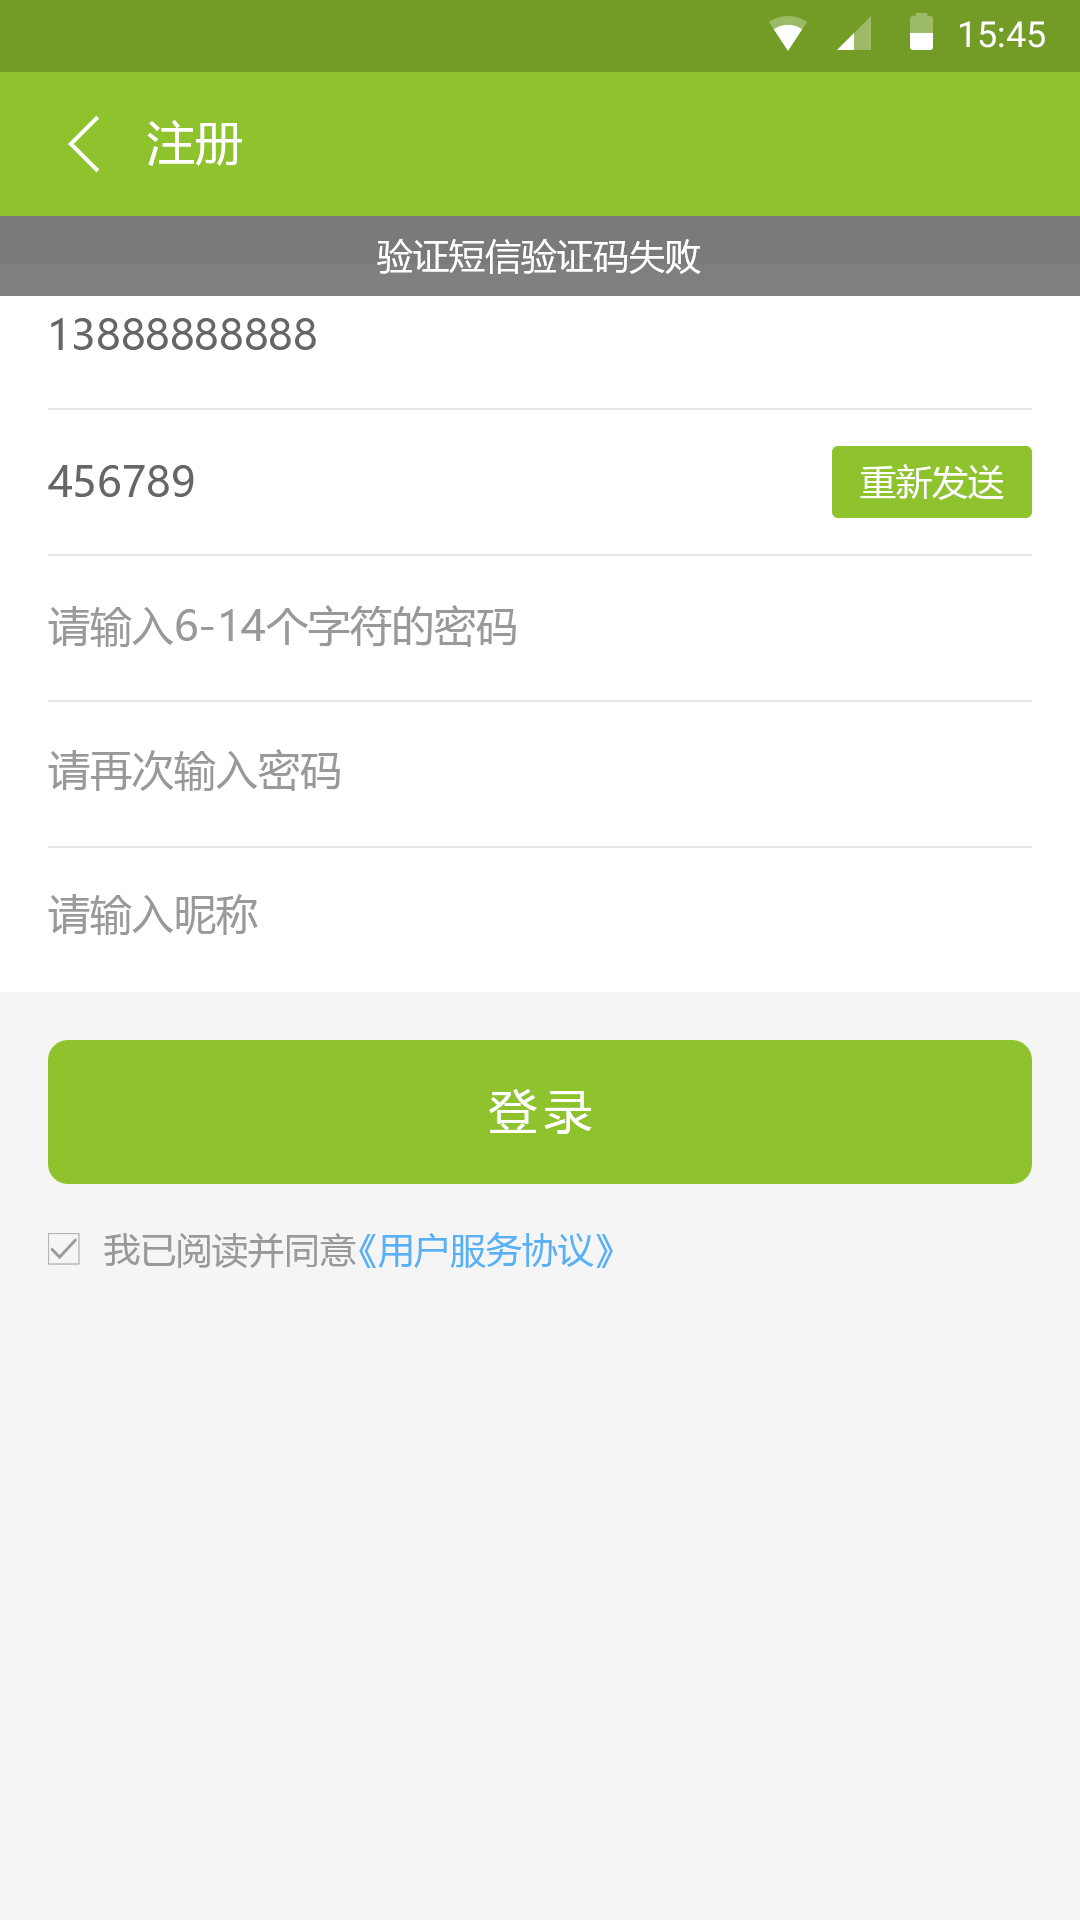 15:45
注册
验证短信验证码失败
13888888888
456789
重新发送
请输入6-14个字符的密码
请再次输入密码
请输入昵称
登录
我已阅读并同意《用户服务协议》